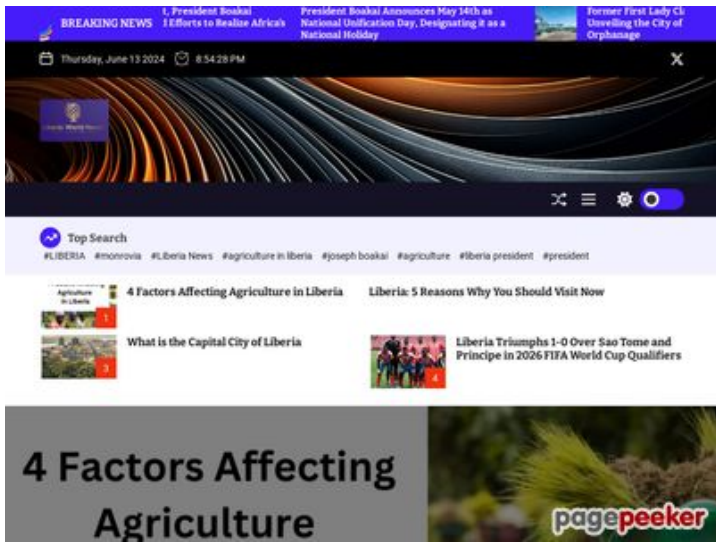 BREAKING NEWS
t, President Boakai
l Efforts to Realize Africa's
President Boakai Announces May 14th as
National Unification Day, Designating it as a
National Holiday
Former First Lady Cl
Unveiling the City of
Orphanage
Thursday, June 13 2024
8:54:28 PM
Liberia World News
Top Search
#LIBERIA #monrovia #Liberia News #agriculture in liberia #joseph boakai #agriculture #liberia president #president
Agriculture
in Liberia
1
4 Factors Affecting Agriculture in Liberia
Liberia: 5 Reasons Why You Should Visit Now
3
What is the Capital City of Liberia
4
Liberia Triumphs 1-0 Over Sao Tome and
Principe in 2026 FIFA World Cup Qualifiers
4 Factors Affecting
Agriculture
pagepeeker